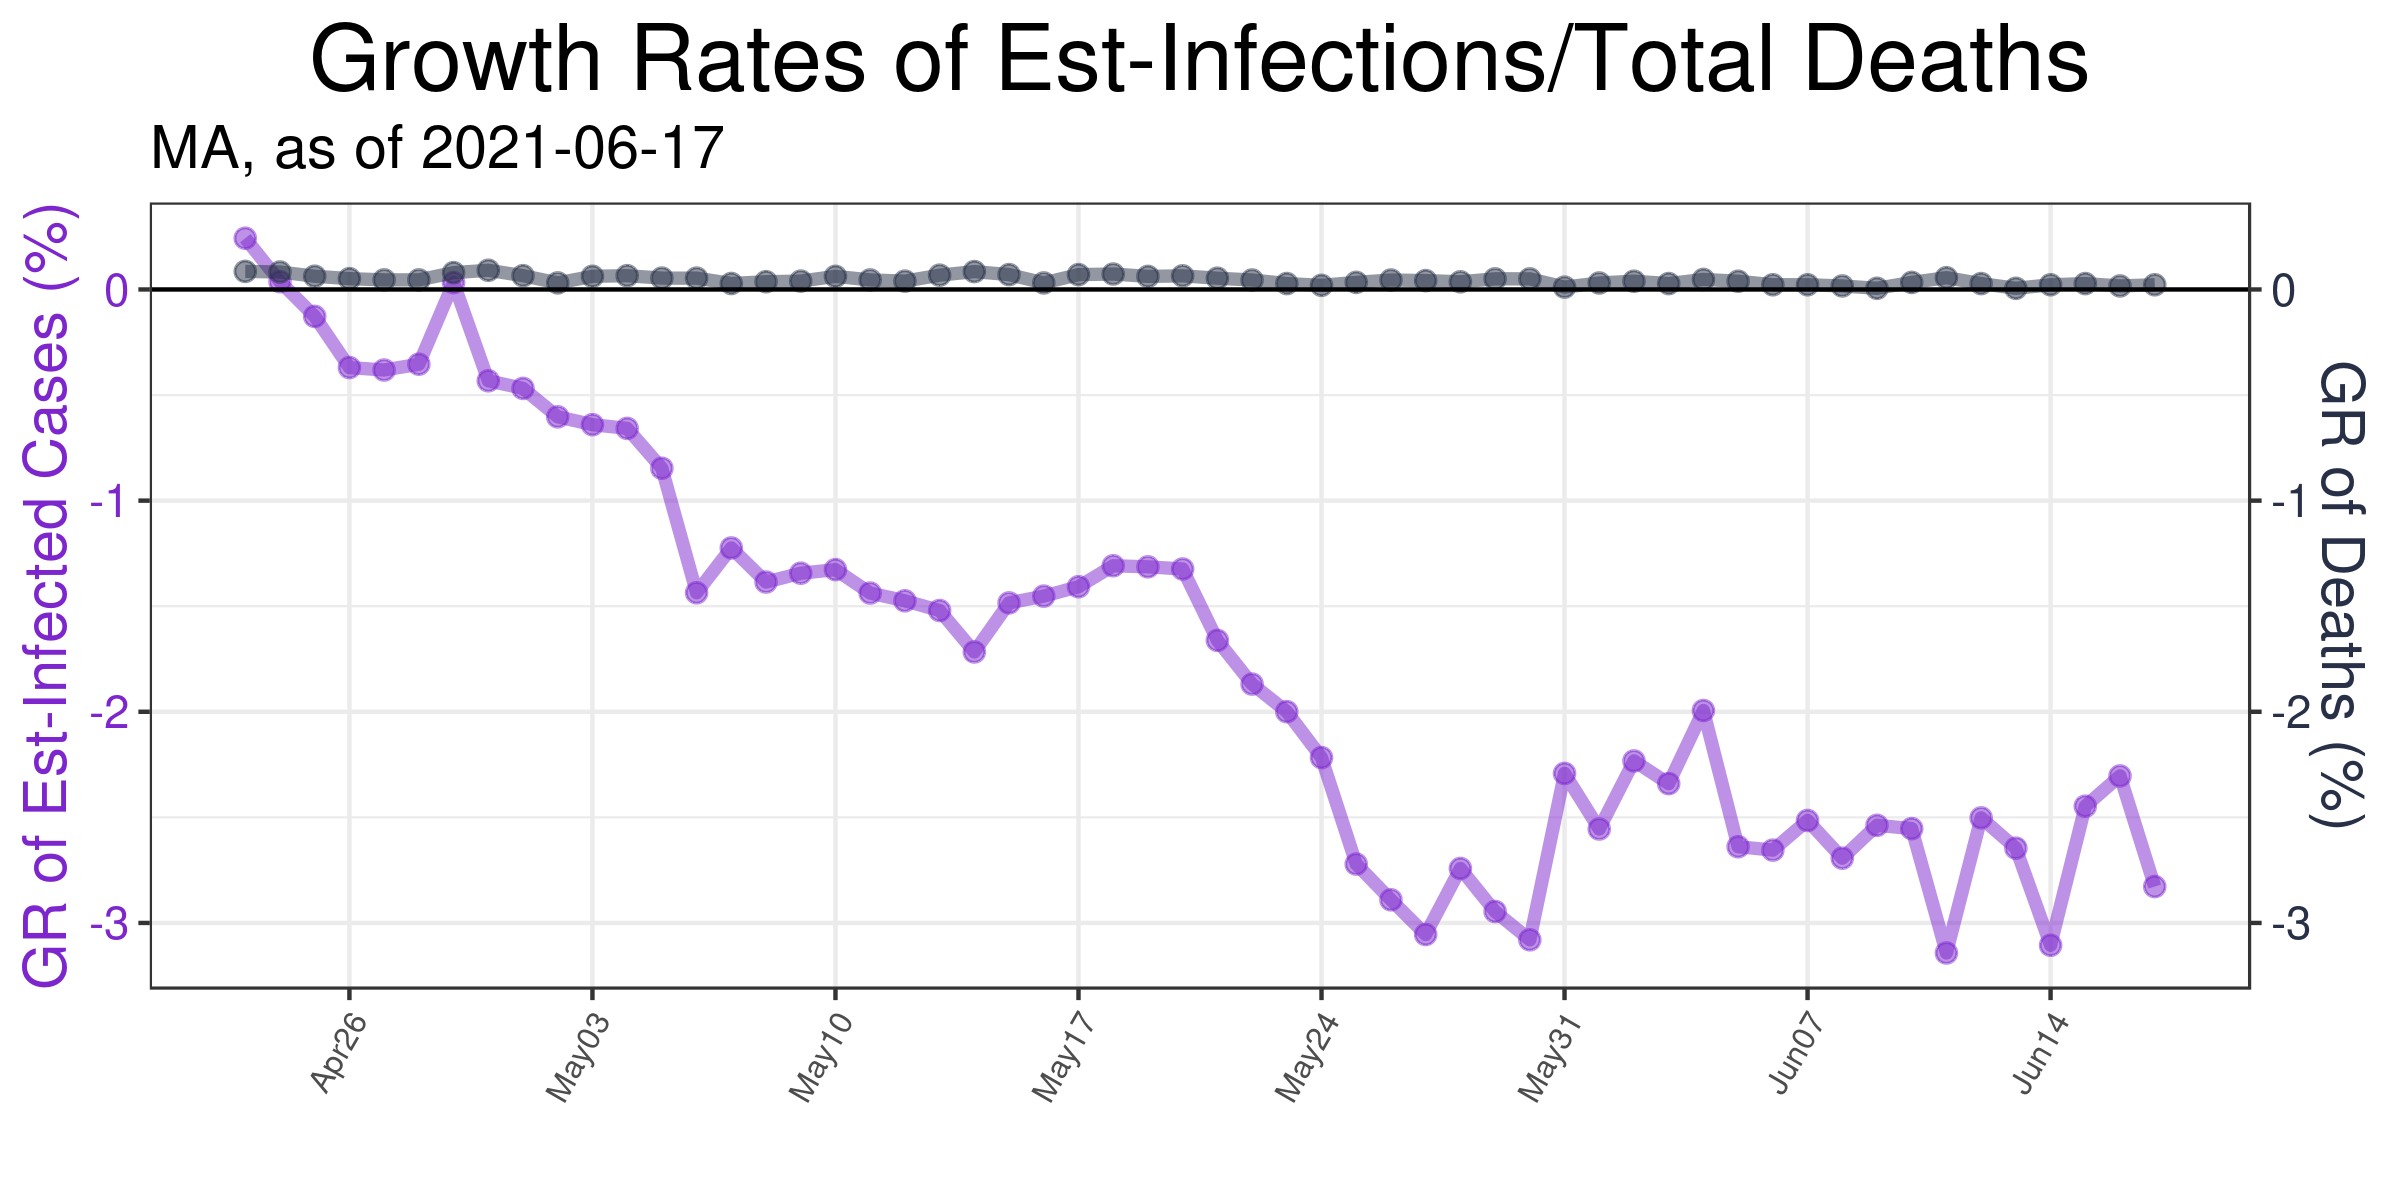 Growth Rates of Est-Infections/Total Deaths
MA, as of 2021-06-17
GR of Est-Infected Cases (%)
0
-1
-2
-3
0
-1
-2
-3
GR of Deaths (%)
Apr26
May03
May10
May17
May24
May31
Jun07
Jun14